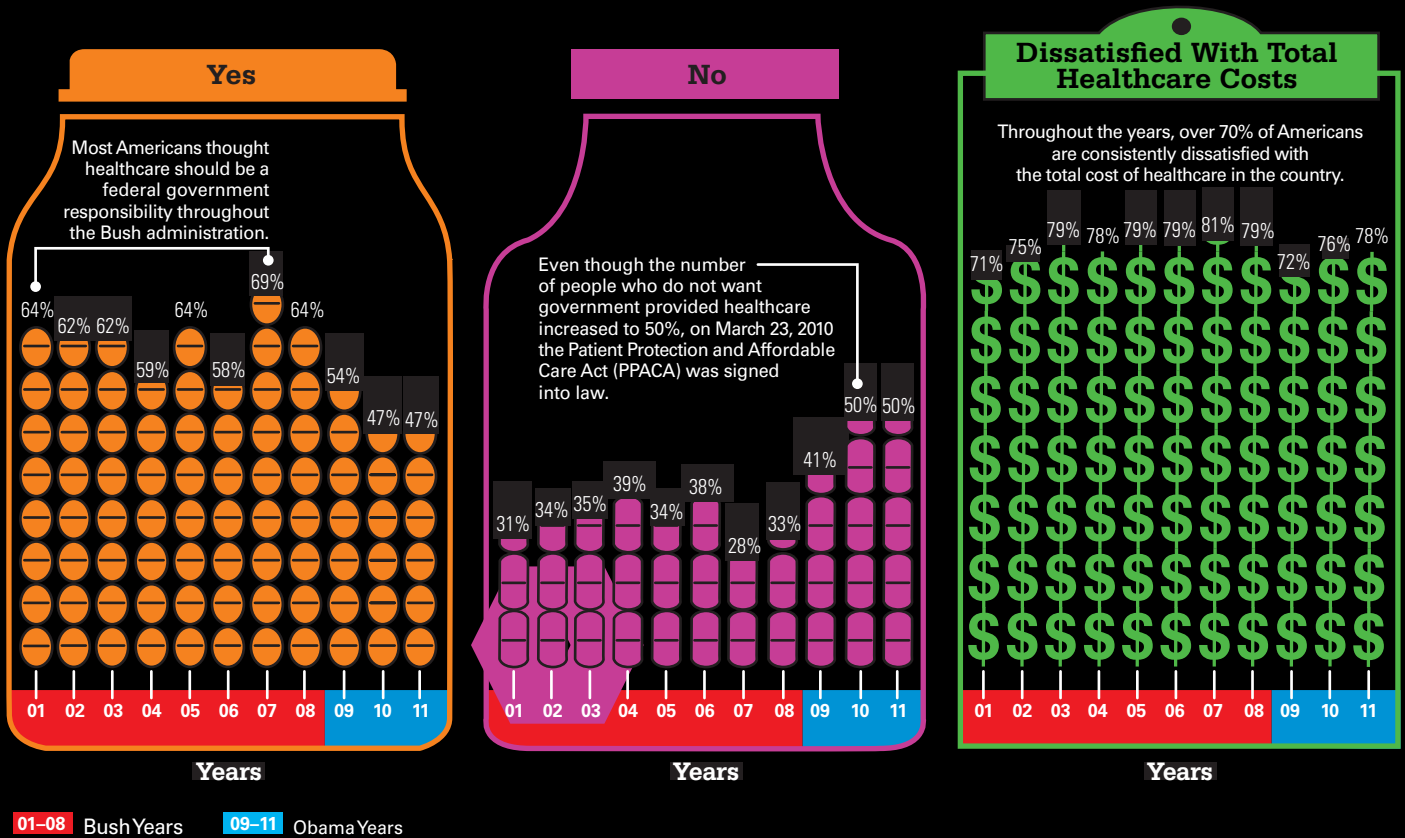 Yes
Most Americans thought
healthcare should be a
federal government
responsibility throughout
the Bush administration.
64% 62% 62% 59% 64% 58% 69% 64% 54% 47% 47%
01 02 03 04 05 06 07 08 09 10 11
Years
No
Even though the number
of people who do not want
government provided healthcare
increased to 50%, on March 23, 2010
the Patient Protection and Affordable
Care Act (PPACA) was signed
into law.
31% 34% 35% 39% 34% 38% 28% 33% 41% 50% 50%
01 02 03 04 05 06 07 08 09 10 11
Years
Dissatisfied With Total
Healthcare Costs
Throughout the years, over 70% of Americans
are consistently dissatisfied with
the total cost of healthcare in the country.
71% 75% 79% 78% 79% 79% 81% 79% 72% 76% 78%
01 02 03 04 05 06 07 08 09 10 11
Years
01–08 Bush Years 09–11 Obama Years